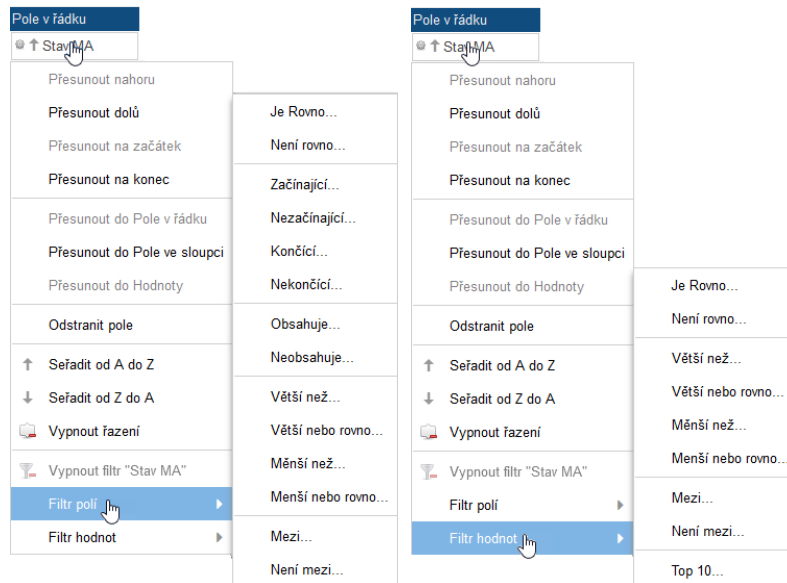 Pole v řádku
Stav MA
Přesunout nahoru
Přesunout dolů
Přesunout na začátek
Přesunout na konec
Přesunout do Pole v řádku
Přesunout do Pole ve sloupci
Přesunout do Hodnoty
Odstranit pole
Seřadit od A do Z
Seřadit od Z do A
Vypnout řazení
Vypnout filtr "Stav MA"
Filtr polí
Filtr hodnot
Je Rovno...
Není rovno...
Začínající...
Nezačínající...
Končící...
Nekončící...
Obsahuje...
Neobsahuje...
Větší než...
Větší nebo rovno...
Měnší než...
Menší nebo rovno...
Mezi...
Není mezi...
Pole v řádku
Stav MA
Přesunout nahoru
Přesunout dolů
Přesunout na začátek
Přesunout na konec
Přesunout do Pole v řádku
Přesunout do Pole ve sloupci
Přesunout do Hodnoty
Odstranit pole
Seřadit od A do Z
Seřadit od Z do A
Vypnout řazení
Vypnout filtr "Stav MA"
Filtr polí
Filtr hodnot
Je Rovno...
Není rovno...
Větší než...
Větší nebo rovno...
Měnší než...
Menší nebo rovno...
Mezi...
Není mezi...
Top 10...